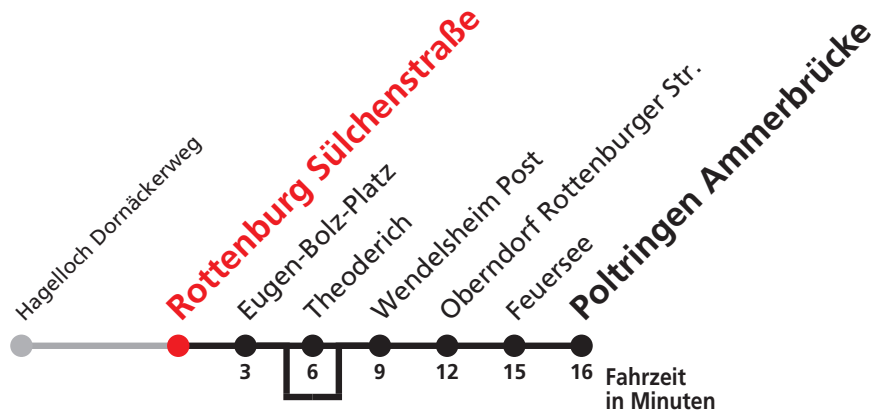 Hagelloch Dornäckerweg
Rottenburg Sülchenstraße
Eugen-Bolz-Platz
Theoderich
Wendelsheim Post
Oberndorf Rottenburger Str.
Feuersee
Poltringen Ammerbrücke
3 6 9 12 15 16
Fahrzeit
in Minuten